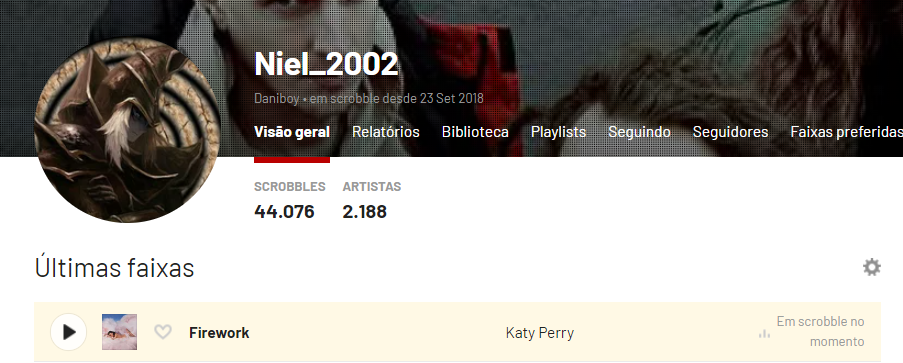 Niel_2002
Daniboy • em scrobble desde 23 Set 2018
Visão geral Relatórios Biblioteca Playlists Seguindo Seguidores Faixas preferidas
SCROBBLES ARTISTAS
44.076 2.188
Últimas faixas
Firework Katy Perry Em scrobble no
momento